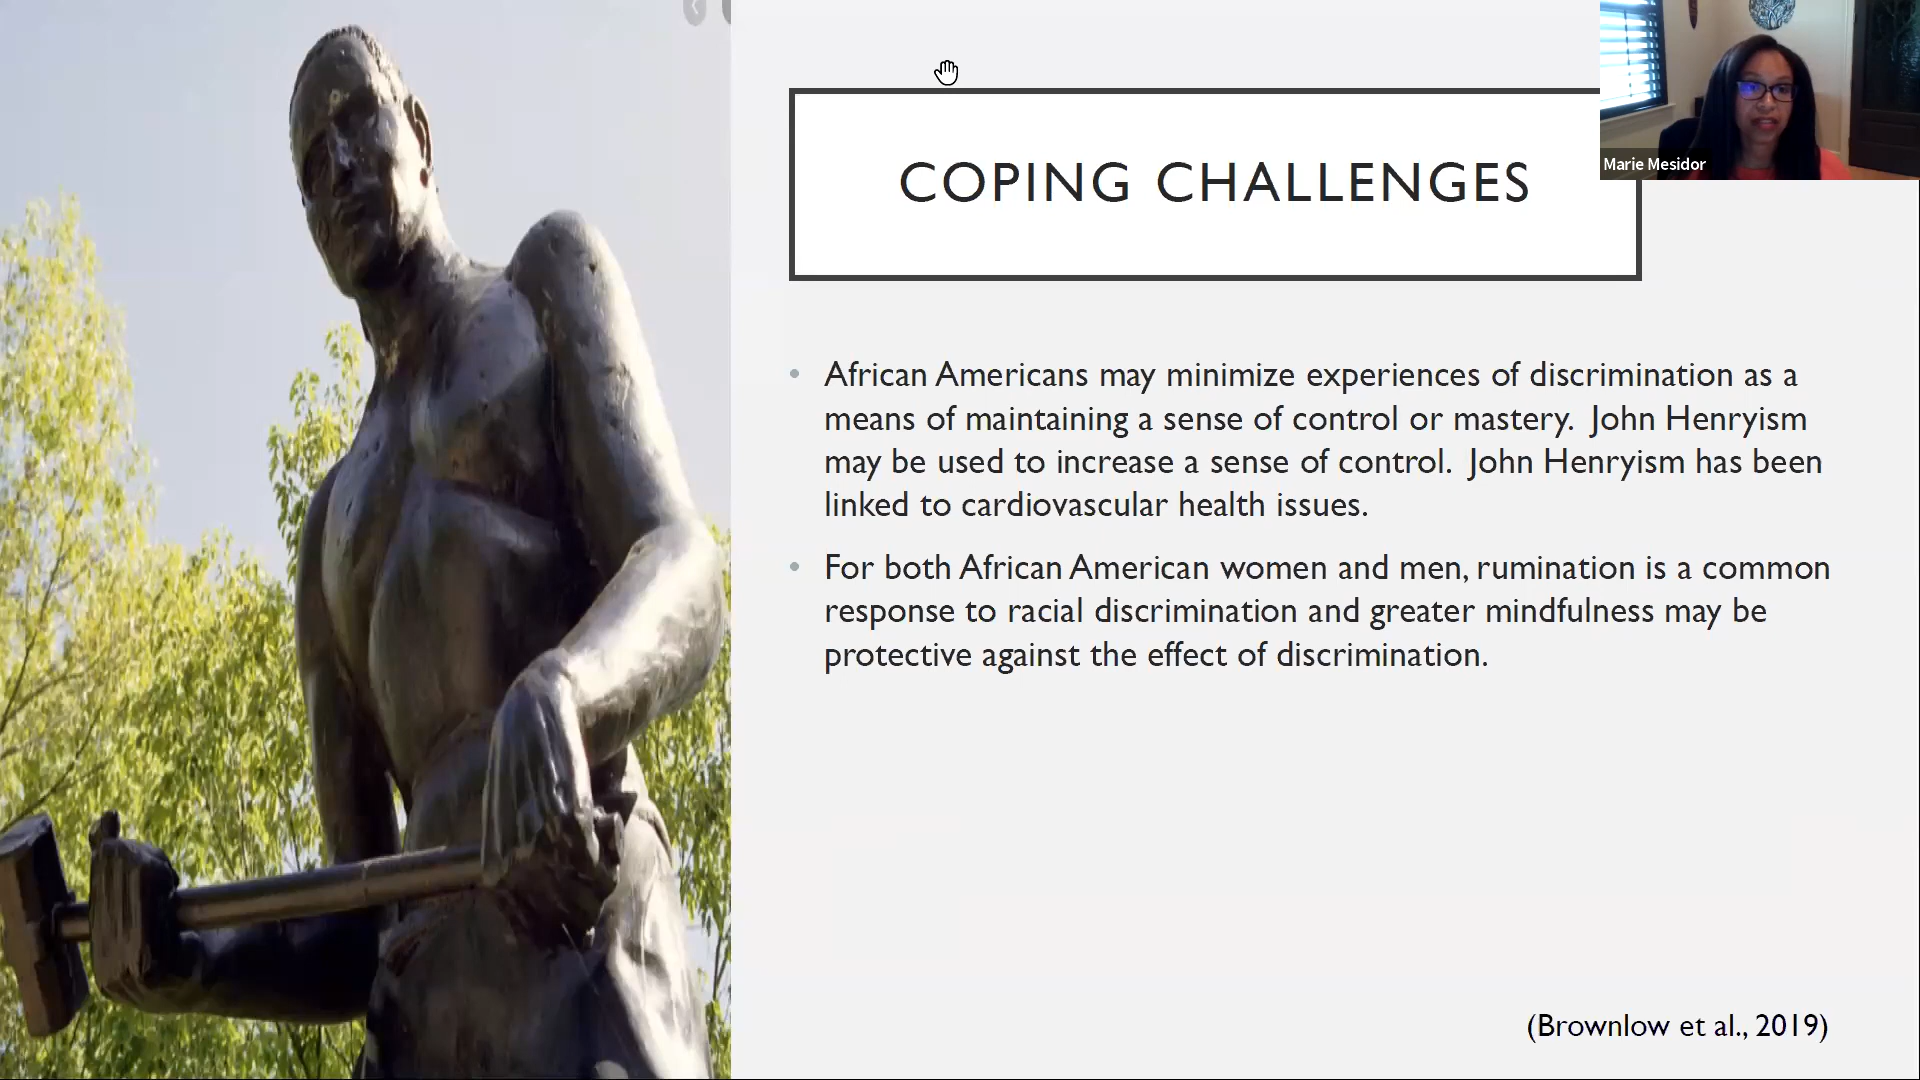 Marie Mesidor
COPING CHALLENGES
• African Americans may minimize experiences of discrimination as a
means of maintaining a sense of control or mastery.  John Henryism
may be used to increase a sense of control.  John Henryism has been
linked to cardiovascular health issues.
• For both African American women and men, rumination is a common
response to racial discrimination and greater mindfulness may be
protective against the effect of discrimination.
(Brownlow et al., 2019)